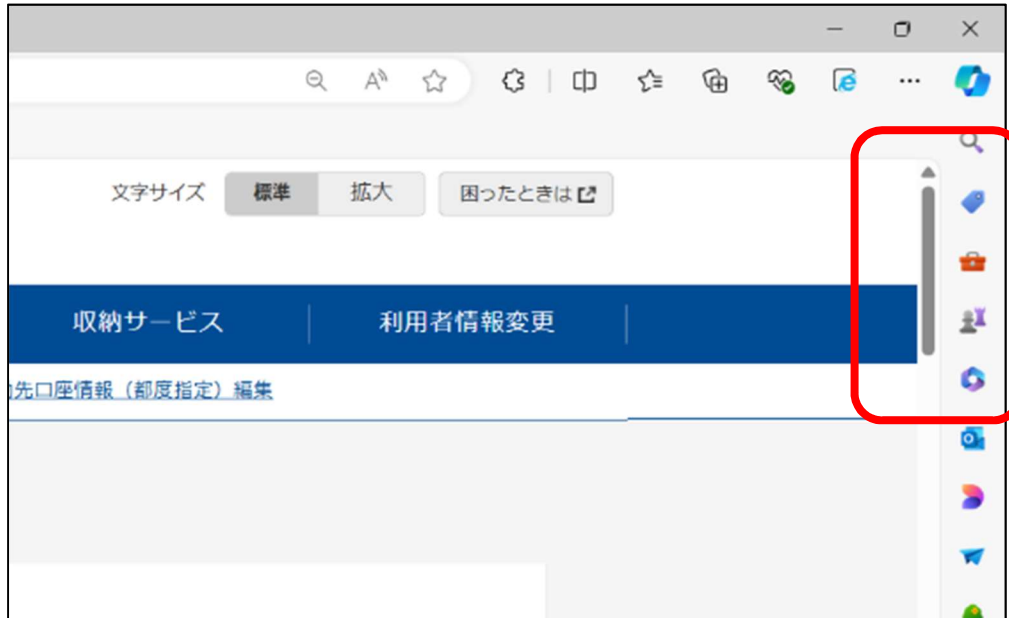 文字サイズ 標準 拡大 困ったときは
収納サービス 利用者情報変更
先口座情報（都度指定）編集